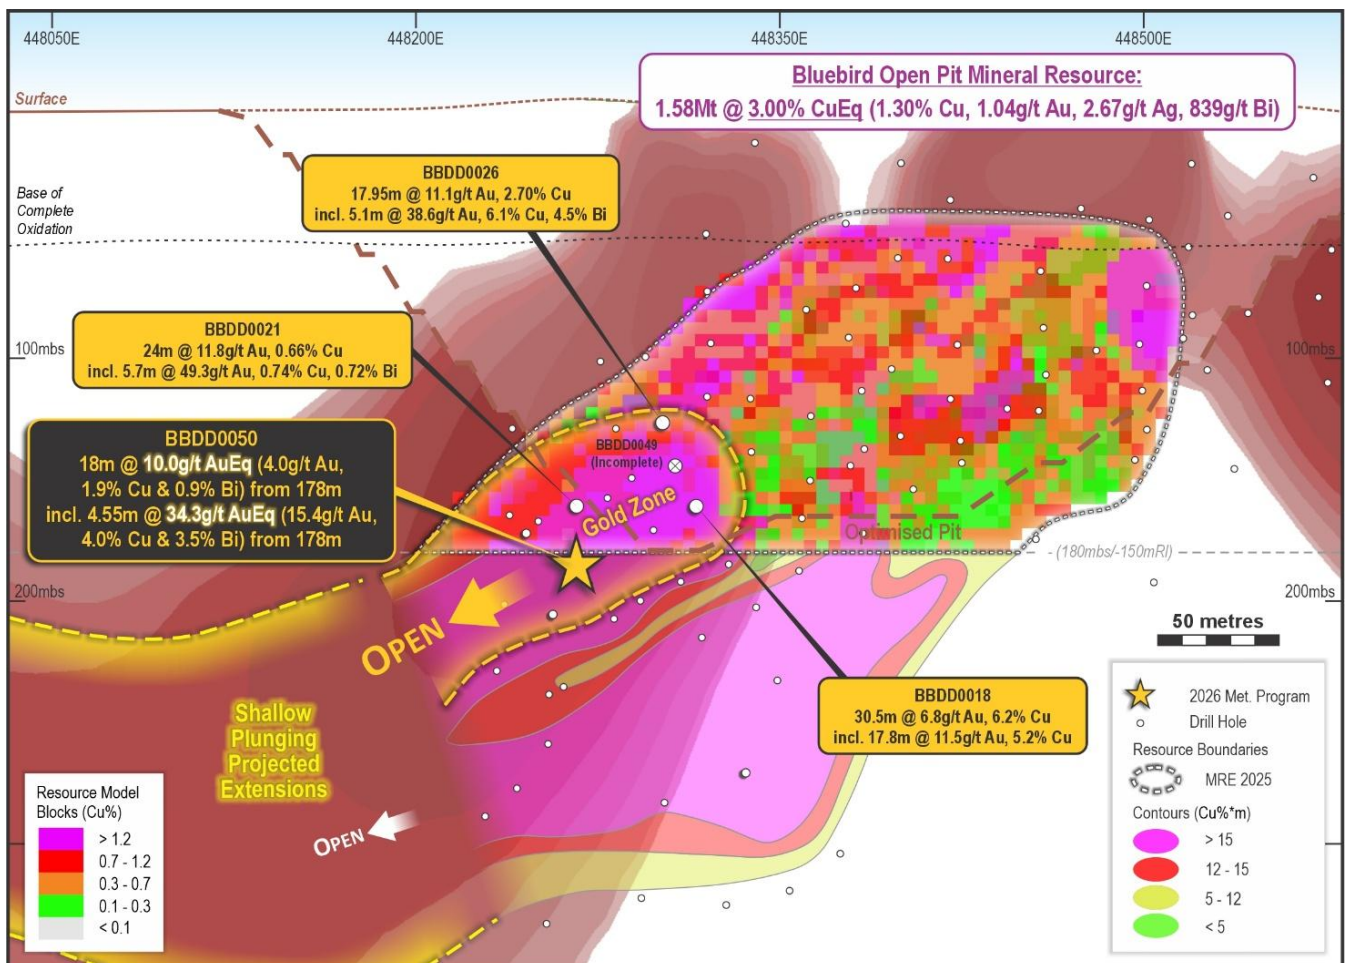 448050E
448200E
448350E
448500E
Bluebird Open Pit Mineral Resource:
1.58Mt @ 3.00% CuEq (1.30% Cu, 1.04g/t Au, 2.67g/t Ag, 839g/t Bi)
Surface
Base of
Complete
Oxidation
BBDD0026
17.95m @ 11.1g/t Au, 2.70% Cu
incl. 5.1m @ 38.6g/t Au, 6.1% Cu, 4.5% Bi
BBDD0021
24m @ 11.8g/t Au, 0.66% Cu
incl. 5.7m @ 49.3g/t Au, 0.74% Cu, 0.72% Bi
100mbs
100mbs
BBDD0050
18m @ 10.0g/t AuEq (4.0g/t Au,
1.9% Cu & 0.9% Bi) from 178m
incl. 4.55m @ 34.3g/t AuEq (15.4g/t Au,
4.0% Cu & 3.5% Bi) from 178m
BBDD0049
(Incomplete)
Gold Zone
Optimised Pit
(180mbs/-150mRl)
200mbs
200mbs
OPEN
50 metres
BBDD0018
30.5m @ 6.8g/t Au, 6.2% Cu
incl. 17.8m @ 11.5g/t Au, 5.2% Cu
Shallow
Plunging
Projected
Extensions
OPEN
Resource Model
Blocks (Cu%)
> 1.2
0.7 - 1.2
0.3 - 0.7
0.1 - 0.3
< 0.1
2026 Met. Program
Drill Hole
Resource Boundaries
MRE 2025
Contours (Cu%*m)
> 15
12 - 15
5 - 12
< 5